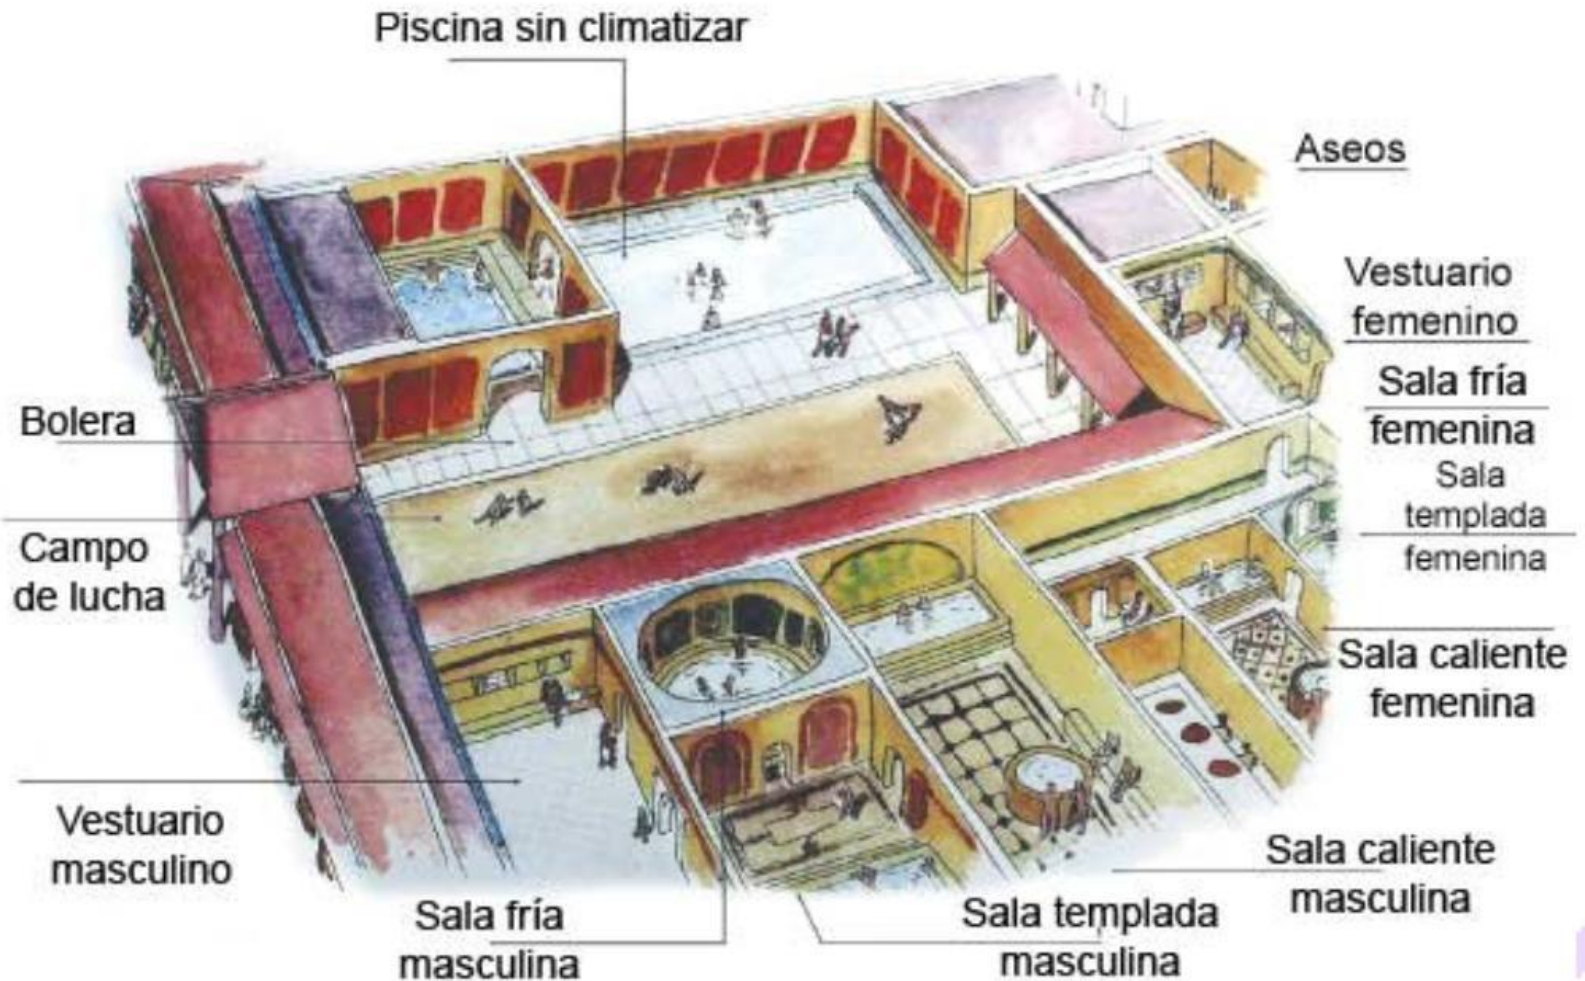 Piscina sin climatizar
Aseos
Vestuario
femenino
Sala fría
femenina
Sala
templada
femenina
Bolera
Campo
de lucha
Sala caliente
femenina
Vestuario
masculino
Sala caliente
masculina
Sala fría
masculina
Sala templada
masculina